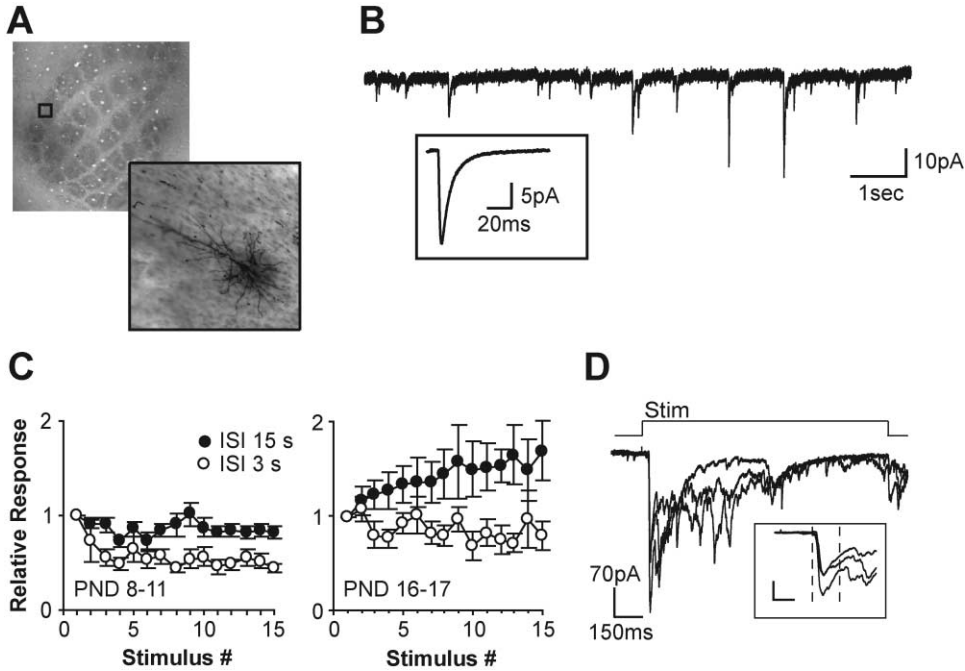 A
B
10pA
1sec
5pA
20ms
C
Relative Response
2
1
0
ISI 15 s
ISI 3 s
PND 8-11
0 5 10 15
Stimulus #
2
1
0
PND 16-17
0 5 10 15
Stimulus #
D
Stim
70pA
150ms